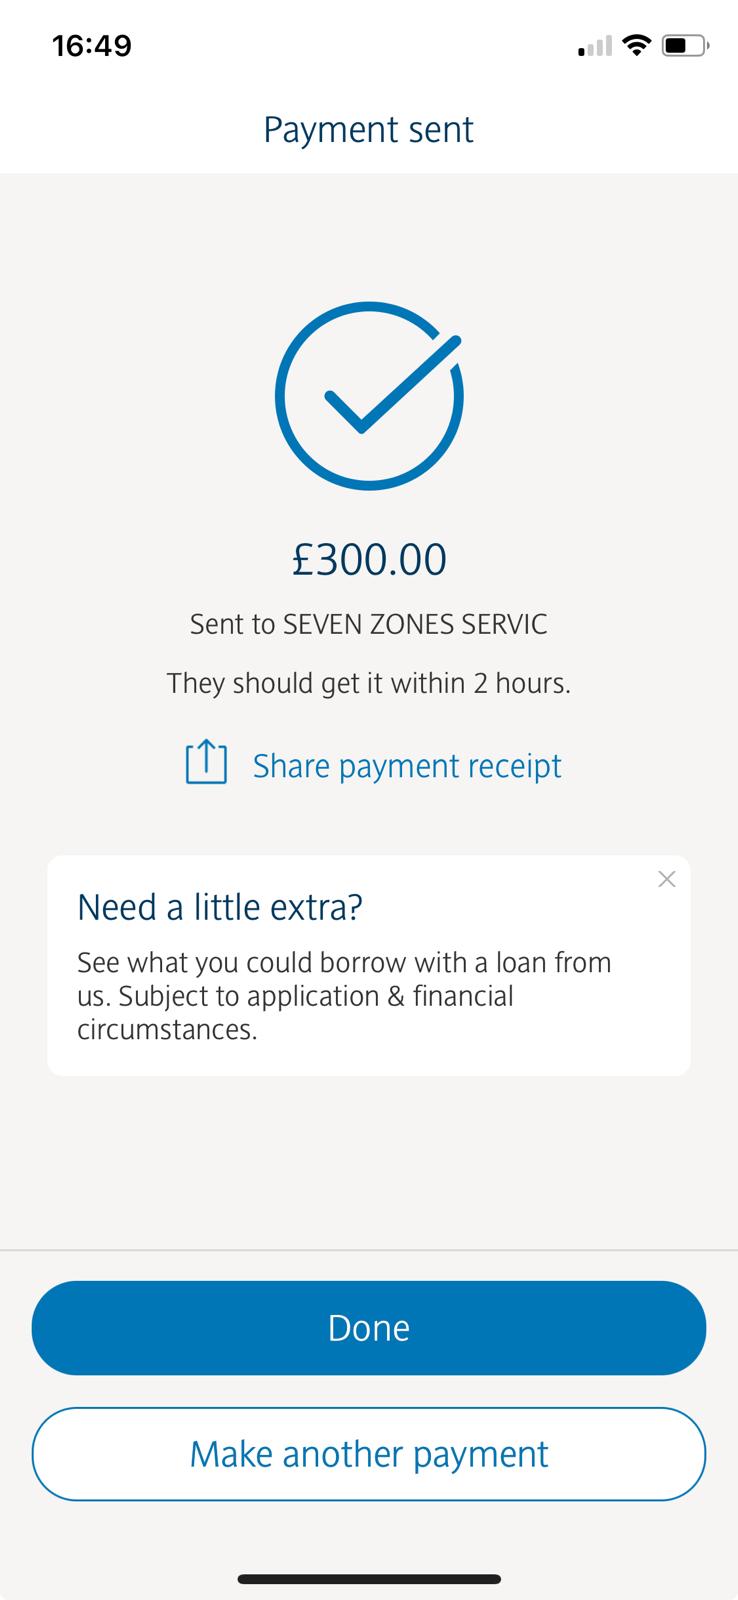 16:49
Payment sent
£300.00
Sent to SEVEN ZONES SERVIC
They should get it within 2 hours.
Share payment receipt
Need a little extra?
See what you could borrow with a loan from
us. Subject to application & financial
circumstances.
Done
Make another payment